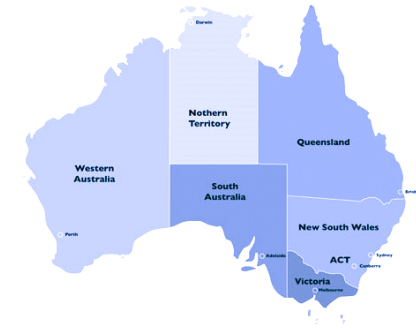 Darwin
Nothern
Territory
Queensland
Western
Australia
South
Australia
New South Wales
Perth
Adelaide
Sydney
ACT
Canberra
Victoria
Melbourne